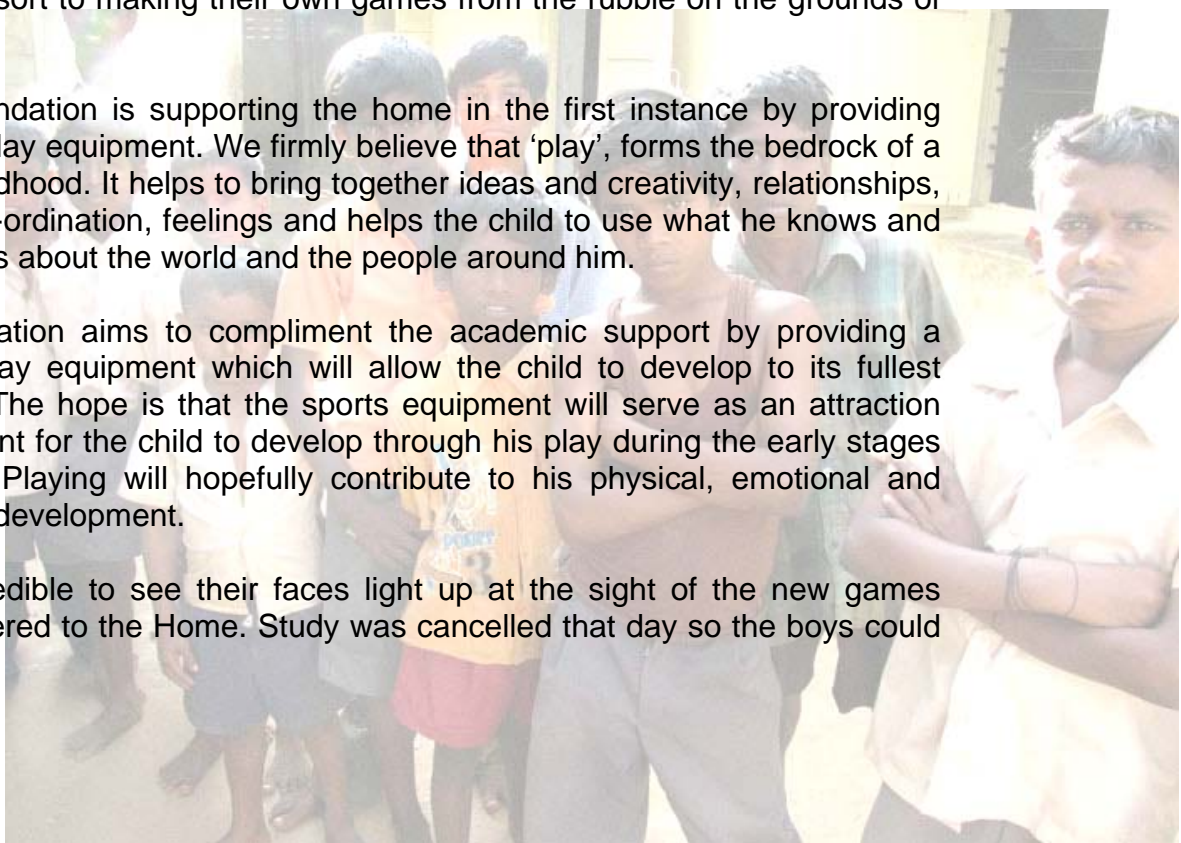 sort to making their own games from the rubble on the grounds of
ndation is supporting the home in the first instance by providing
lay equipment. We firmly believe that ‘play’, forms the bedrock of a
dhood. It helps to bring together ideas and creativity, relationships,
-ordination, feelings and helps the child to use what he knows and
s about the world and the people around him.
ation aims to compliment the academic support by providing a
ay equipment which will allow the child to develop to its fullest
The hope is that the sports equipment will serve as an attraction
nt for the child to develop through his play during the early stages
Playing will hopefully contribute to his physical, emotional and
development.
edible to see their faces light up at the sight of the new games
ered to the Home. Study was cancelled that day so the boys could